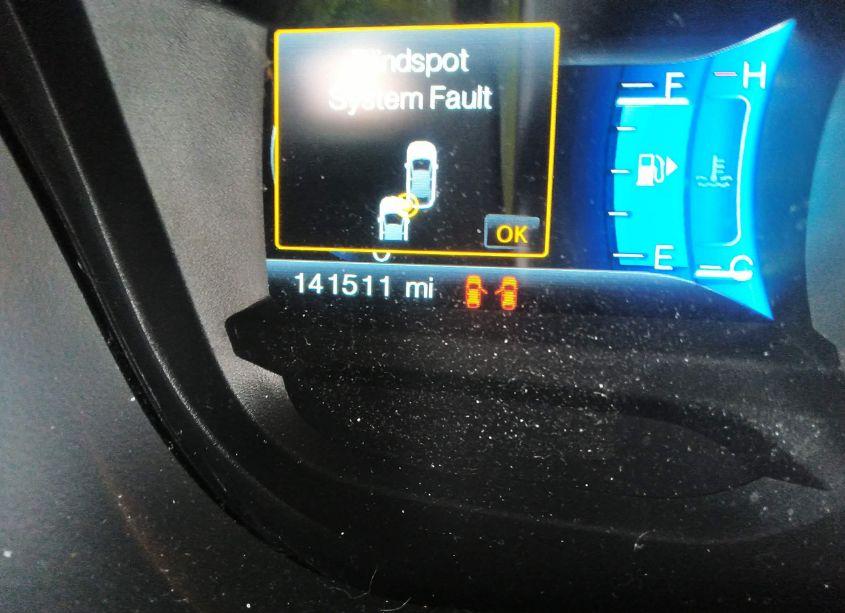 Blindspot
System Fault
OK
F
H
E
C
141511 mi